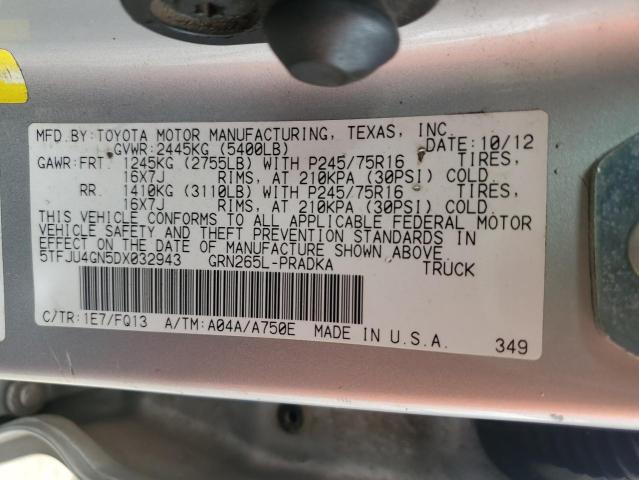 MFD. BY: TOYOTA MOTOR MANUFACTURING, TEXAS, INC.
GVWR: 2445KG (5400LB) DATE: 10/12
GAWR: FRT. 1245KG (2755LB) WITH P245/75R16 TIRES,
16X7J RIMS, AT 210KPA (30PSI) COLD.
RR. 1410KG (3110LB) WITH P245/75R16 TIRES,
16X7J RIMS, AT 210KPA (30PSI) COLD.
THIS VEHICLE CONFORMS TO ALL APPLICABLE FEDERAL MOTOR
VEHICLE SAFETY AND THEFT PREVENTION STANDARDS IN
EFFECT ON THE DATE OF MANUFACTURE SHOWN ABOVE.
5TFJU4GN5DX032943 GRN265L-PRADKA TRUCK
C/TR: 1E7/FQ13 A/TM: A04A/A750E MADE IN U.S.A.
349